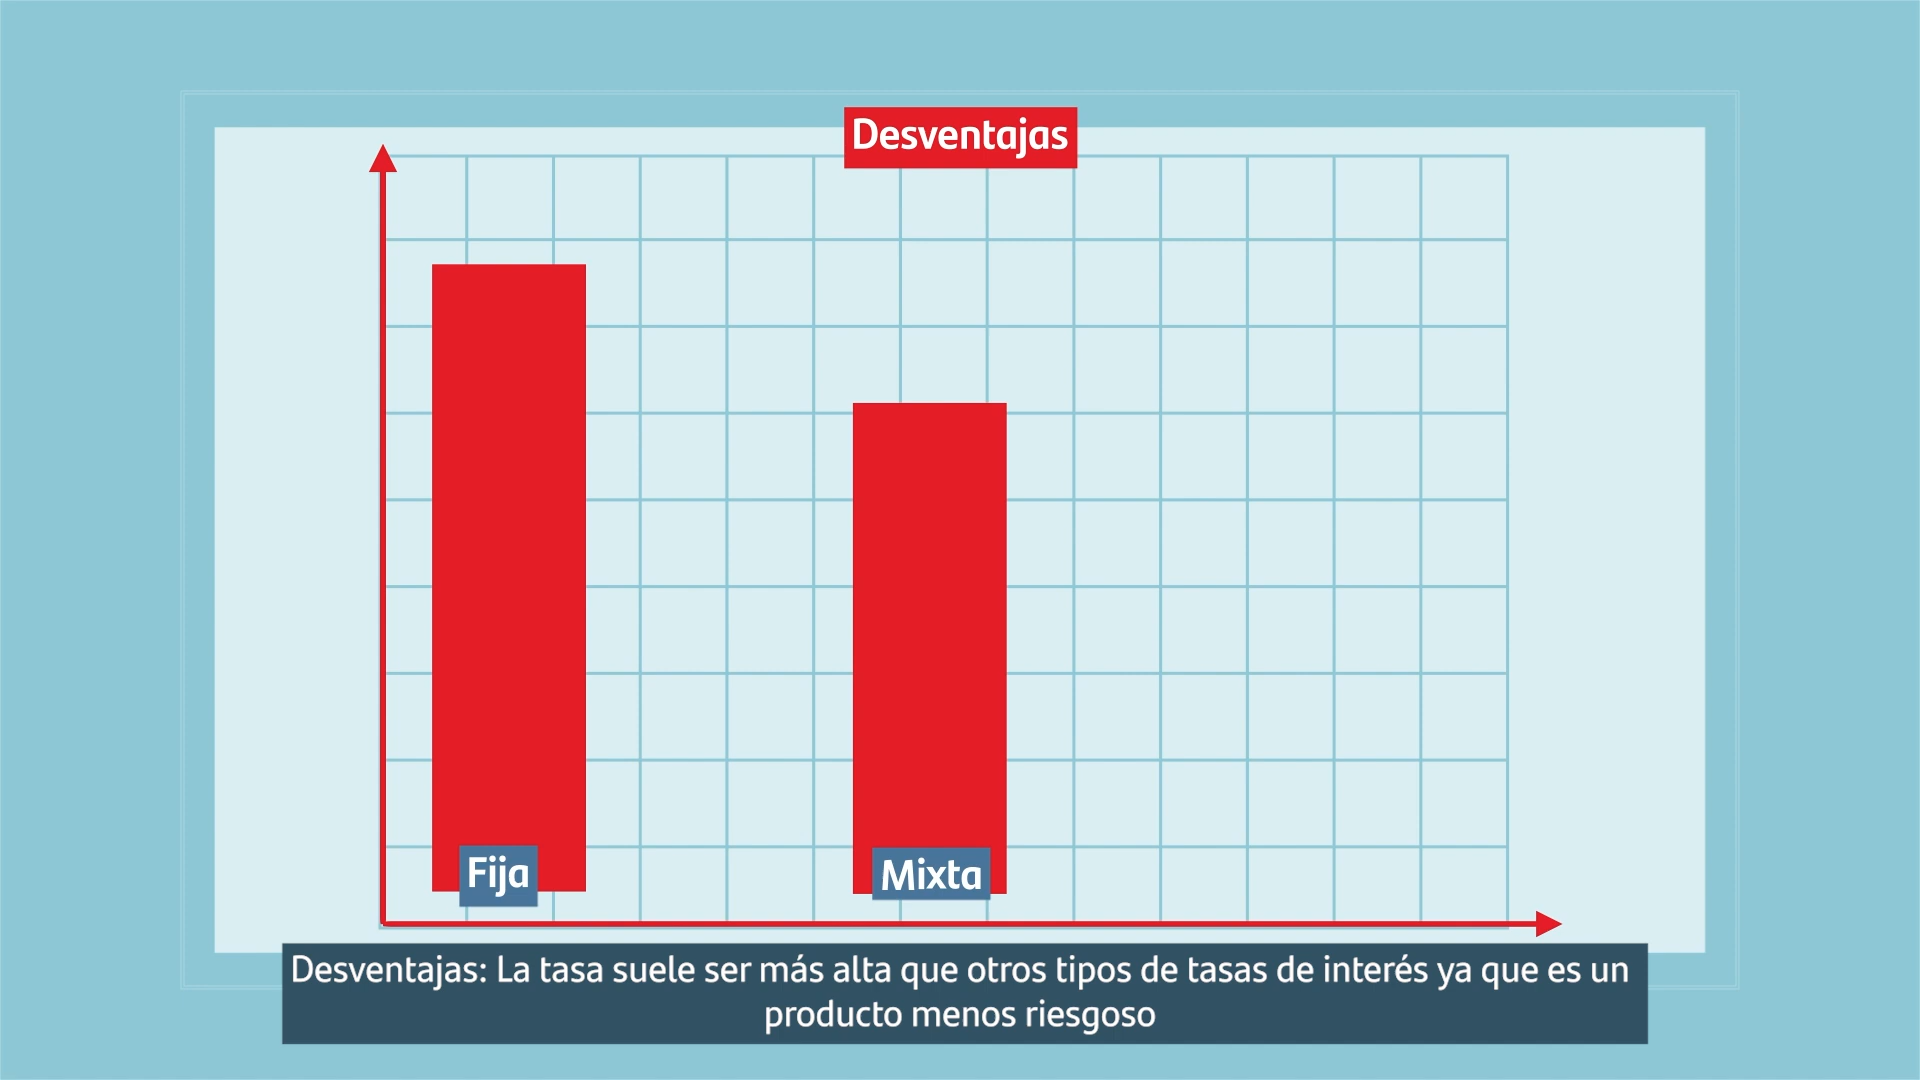 Desventajas
Fija
Mixta
Desventajas: La tasa suele ser más alta que otros tipos de tasas de interés ya que es un
producto menos riesgoso